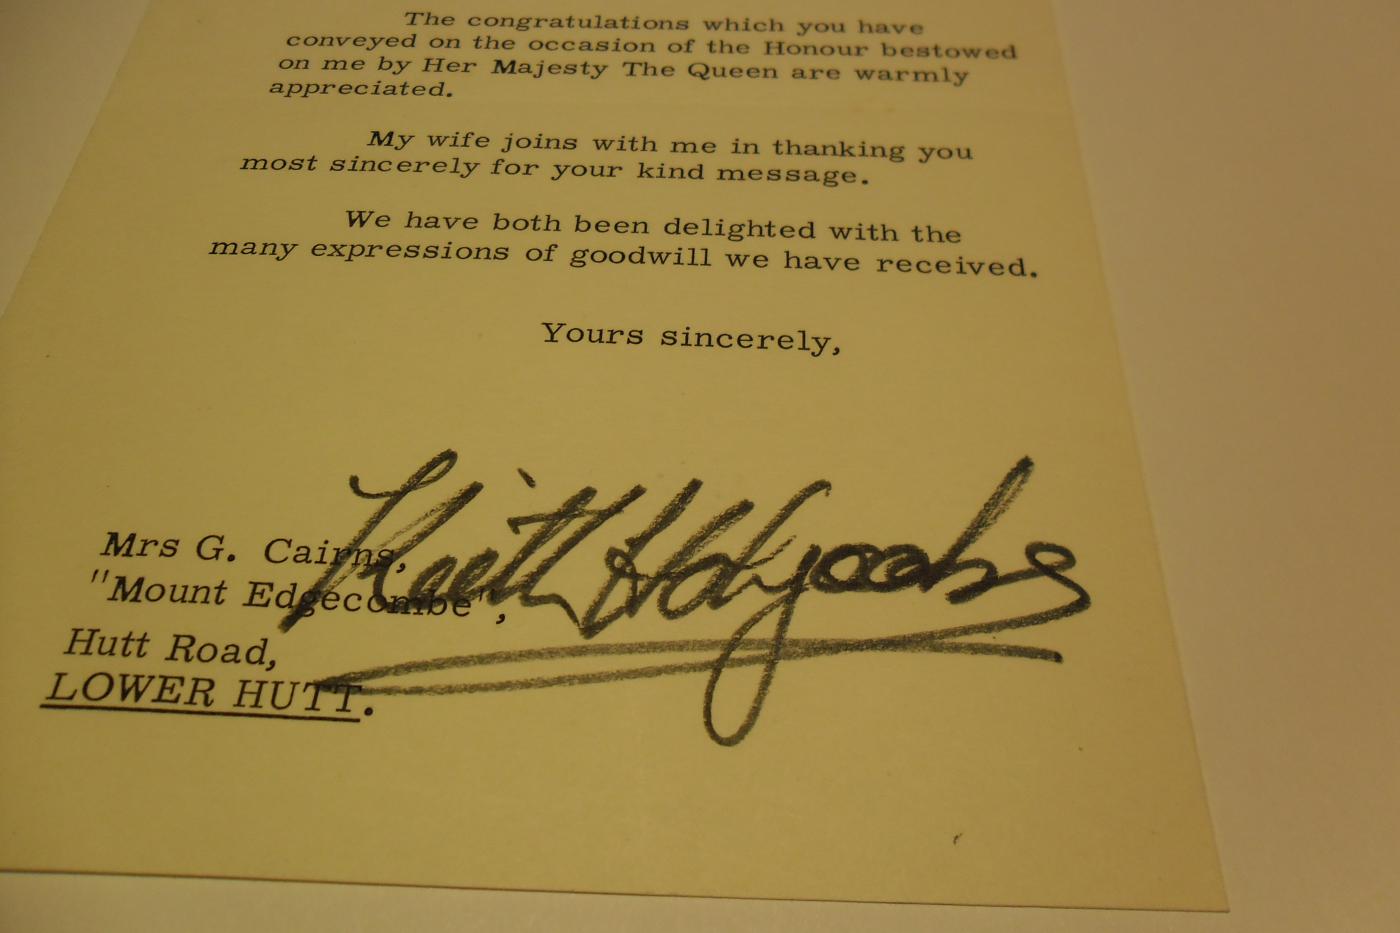 The congratulations which you have
conveyed on the occasion of the Honour bestowed
on me by Her Majesty The Queen are warmly
appreciated.
My wife joins with me in thanking you
most sincerely for your kind message.
We have both been delighted with the
many expressions of goodwill we have received.
Yours sincerely,
Keith Holyoake
Mrs G. Cairns,
"Mount Edgecombe",
Hutt Road,
LOWER HUTT.